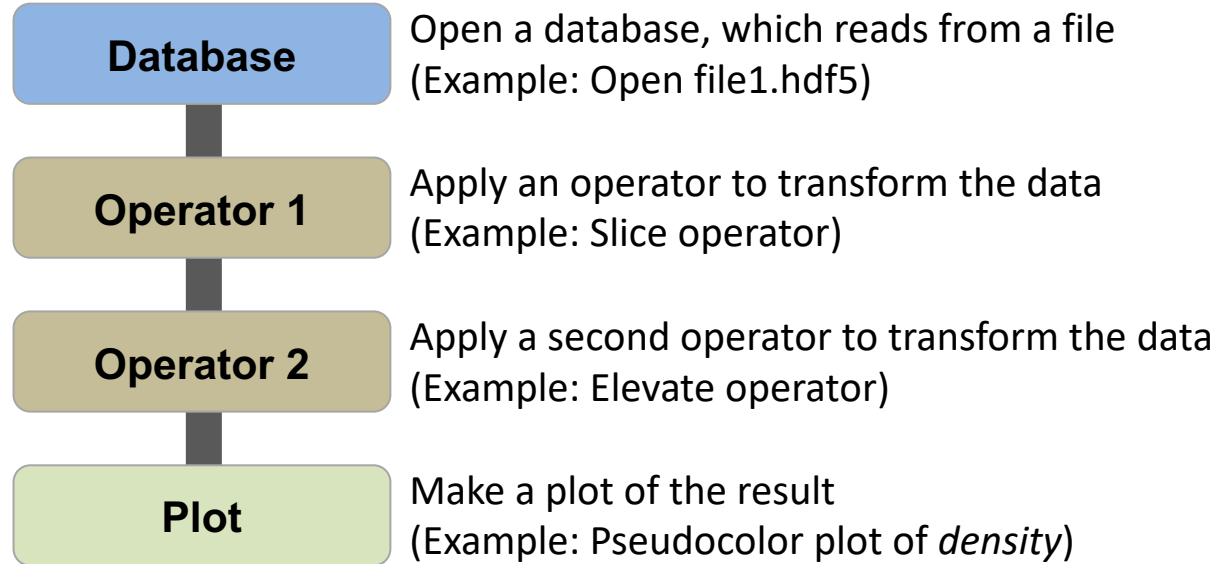 Database
Open a database, which reads from a file
(Example: Open file1.hdf5)
Operator 1
Apply an operator to transform the data
(Example: Slice operator)
Operator 2
Apply a second operator to transform the data
(Example: Elevate operator)
Plot
Make a plot of the result
(Example: Pseudocolor plot of density)